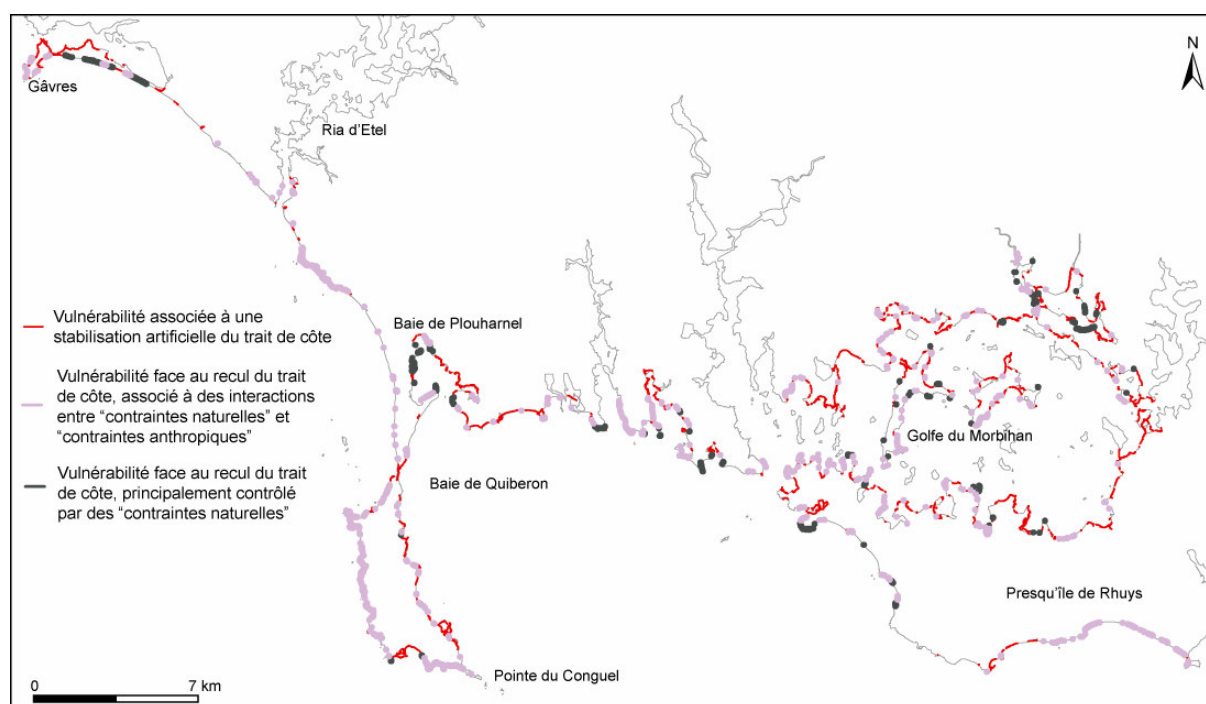 N
Gâvres
Ria d'Etel
Vulnérabilité associée à une
stabilisation artificielle du trait de côte
Baie de Plouharnel
Vulnérabilité face au recul du trait
de côte, associé à des interactions
entre "contraintes naturelles" et
"contraintes anthropiques"
Golfe du Morbihan
Vulnérabilité face au recul du trait
de côte, principalement contrôlé
par des "contraintes naturelles"
Baie de Quiberon
Presqu'île de Rhuys
Pointe du Conguel
0 7 km